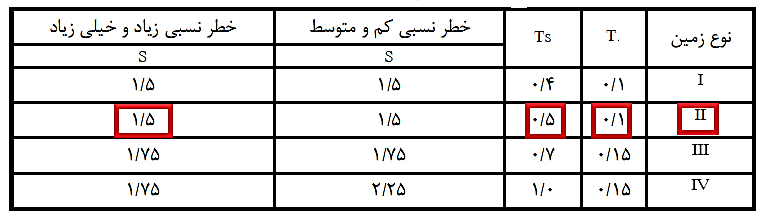 نوع زمین T. Ts خطر نسبی کم و متوسط خطر نسبی زیاد و خیلی زیاد
S S
I ۰/۱ ۰/۴ ۱/۵ ۱/۵
II ۰/۱ ۰/۵ ۱/۵ ۱/۵
III ۰/۱۵ ۰/۷ ۱/۷۵ ۱/۷۵
IV ۰/۱۵ ۱/۰ ۲/۲۵ ۱/۷۵